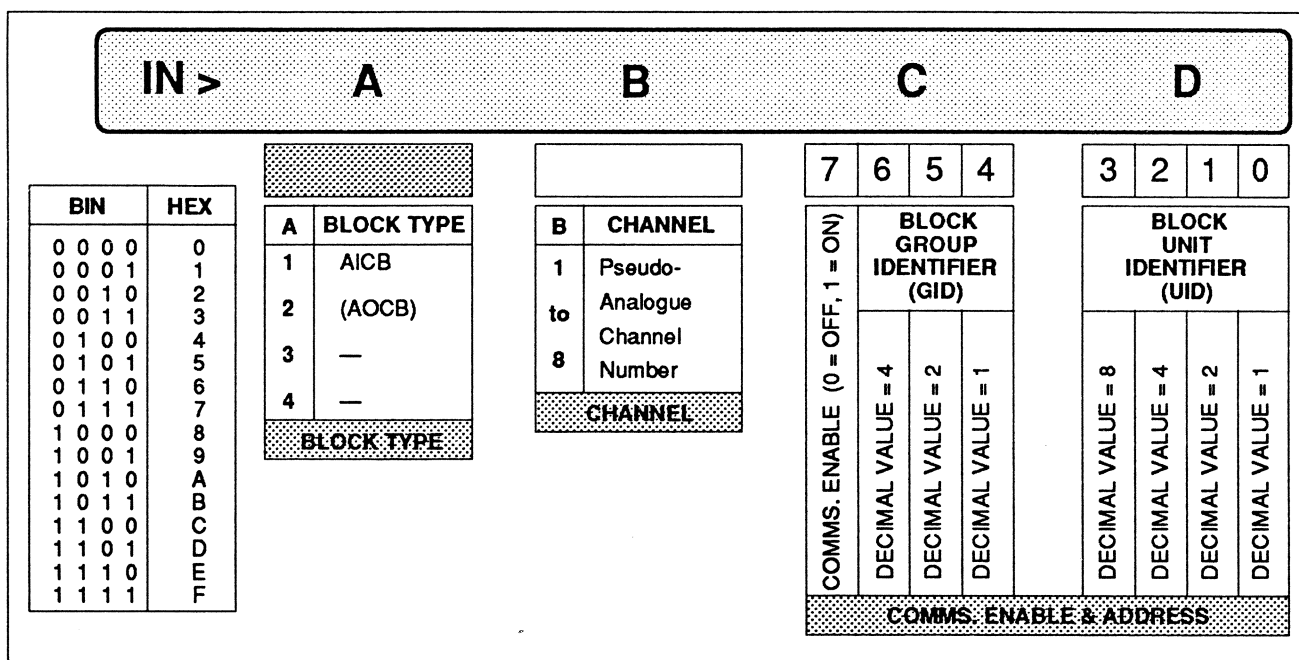 IN > A B C D
7 6 5 4 3 2 1 0
BIN HEX
0 0 0 0 0
0 0 0 1 1
0 0 1 0 2
0 0 1 1 3
0 1 0 0 4
0 1 0 1 5
0 1 1 0 6
0 1 1 1 7
1 0 0 0 8
1 0 0 1 9
1 0 1 0 A
1 0 1 1 B
1 1 0 0 C
1 1 0 1 D
1 1 1 0 E
1 1 1 1 F
A BLOCK TYPE
1 AICB
2 (AOCB)
3 —
4 —
BLOCK TYPE
B CHANNEL
1 Pseudo-
to Analogue
Channel
8 Number
CHANNEL
COMMS. ENABLE (0 = OFF, 1 = ON)
BLOCK
GROUP
IDENTIFIER
(GID)
DECIMAL VALUE = 4
DECIMAL VALUE = 2
DECIMAL VALUE = 1
BLOCK
UNIT
IDENTIFIER
(UID)
DECIMAL VALUE = 8
DECIMAL VALUE = 4
DECIMAL VALUE = 2
DECIMAL VALUE = 1
COMMS. ENABLE & ADDRESS